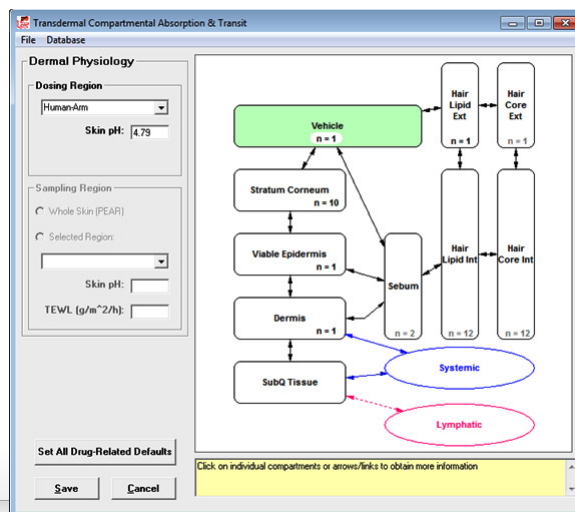 Transdermal Compartmental Absorption & Transit
File Database
Dermal Physiology
Dosing Region
Human-Arm
Skin pH: 4.79
Sampling Region
Whole Skin (PEAR)
Selected Region:
Skin pH:
TEWL (g/m^2/h):
Set All Drug-Related Defaults
Save Cancel
Vehicle
n = 1
Hair
Lipid
Ext
n = 1
Hair
Core
Ext
n = 1
Stratum Corneum
n = 10
Viable Epidermis
n = 1
Sebum
n = 2
Hair
Lipid Int
n = 12
Hair
Core Int
n = 12
Dermis
n = 1
Systemic
SubQ Tissue
Lymphatic
Click on individual compartments or arrows/links to obtain more information